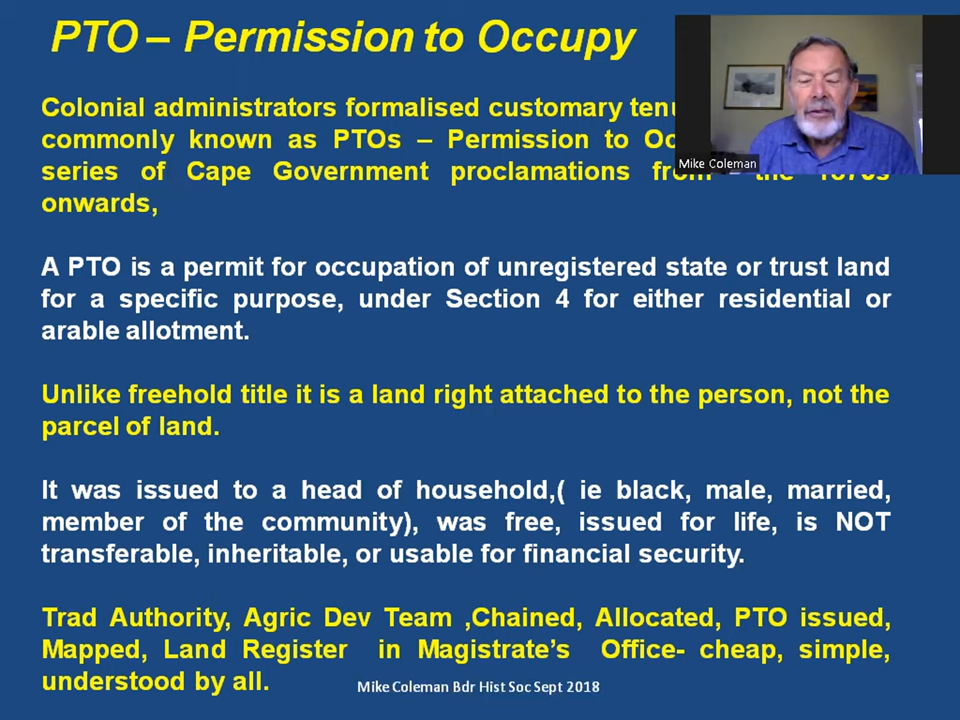 PTO – Permission to Occupy
Colonial administrators formalised customary
commonly known as PTOs – Permission to
series of Cape Government proclamations from the
onwards,
A PTO is a permit for occupation of unregistered state or trust land
for a specific purpose, under Section 4 for either residential or
arable allotment.
Unlike freehold title it is a land right attached to the person, not the
parcel of land.
It was issued to a head of household,( ie black, male, married,
member of the community), was free, issued for life, is NOT
transferable, inheritable, or usable for financial security.
Trad Authority, Agric Dev Team ,Chained, Allocated, PTO issued,
Mapped, Land Register in Magistrate’s Office- cheap, simple,
understood by all.
Mike Coleman Bdr Hist Soc Sept 2018
Mike Coleman